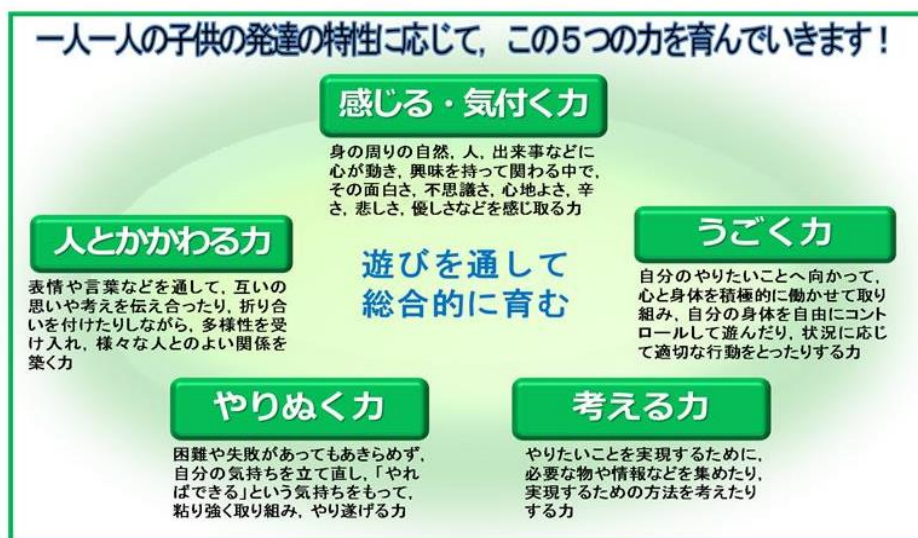 一人一人の子供の発達の特性に応じて，この５つの力を育んでいきます！
感じる・気付く力
身の周りの自然，人，出来事などに
心が動き，興味を持って関わる中で，
その面白さ，不思議さ，心地よさ，辛
さ，悲しさ，優しさなどを感じ取る力
人とかかわる力
表情や言葉などを通して，互いの
思いや考えを伝え合ったり，折り合
いを付けたりしながら，多様性を受
け入れ，様々な人とのよい関係を
築く力
遊びを通して
総合的に育む
うごく力
自分のやりたいことへ向かって，
心と身体を積極的に働かせて取り
組み，自分の身体を自由にコント
ロールして遊んだり，状況に応じ
て適切な行動をとったりする力
やりぬく力
困難や失敗があってもあきらめず，
自分の気持ちを立て直し，「やれ
ばできる」という気持ちをもって，
粘り強く取り組み，やり遂げる力
考える力
やりたいことを実現するために，
必要な物や情報などを集めたり，
実現するための方法を考えたり
する力